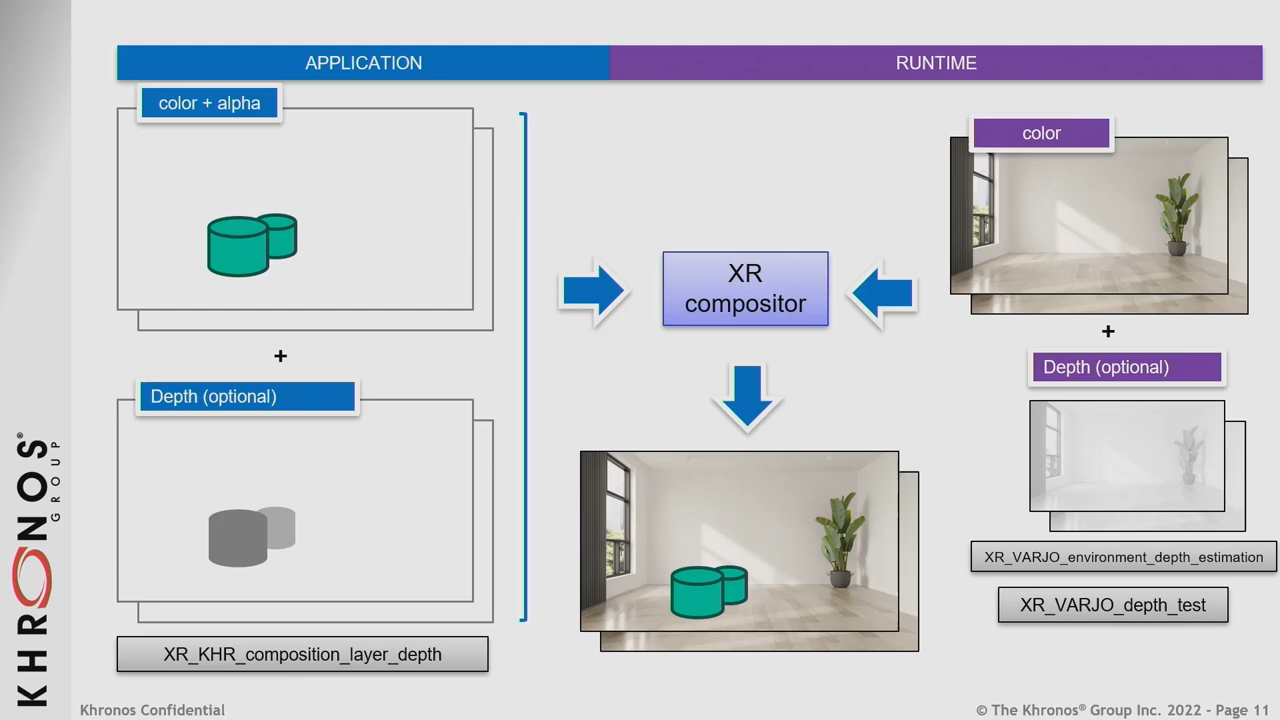 APPLICATION
RUNTIME
color + alpha
+
Depth (optional)
XR_KHR_composition_layer_depth
XR
compositor
color
+
Depth (optional)
XR_VARJO_environment_depth_estimation
XR_VARJO_depth_test
KHRONOS®
GROUP
Khronos Confidential
© The Khronos® Group Inc. 2022 - Page 11